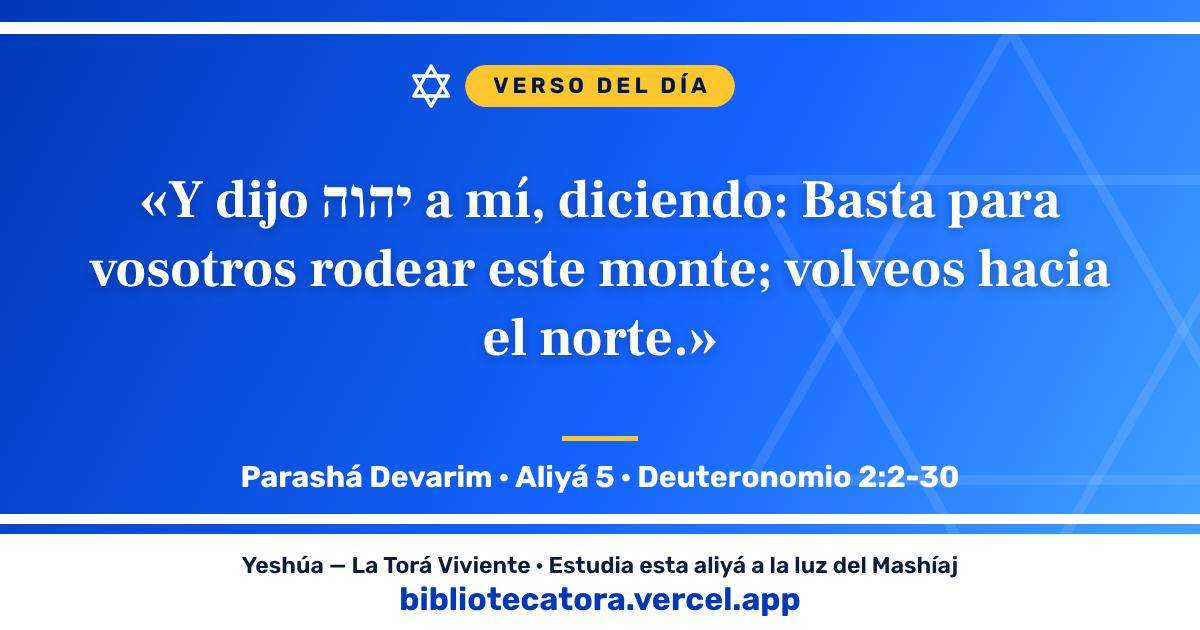 VERSO DEL DÍA
«Y dijo יהוה a mí, diciendo: Basta para
vosotros rodear este monte; volveos hacia
el norte.»
Parashá Devarim • Aliyá 5 • Deuteronomio 2:2-30
Yeshúa — La Torá Viviente • Estudia esta aliyá a la luz del Mashíaj
bibliotecatora.vercel.app